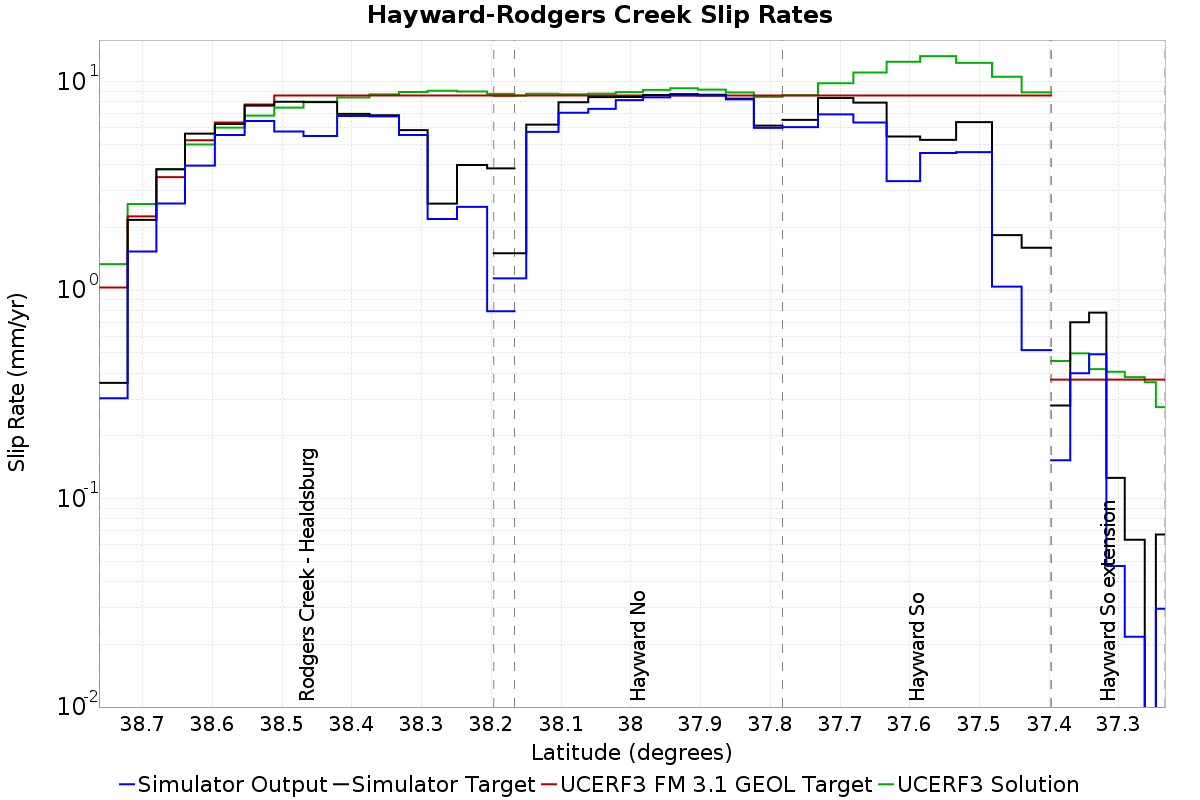 Hayward-Rodgers Creek Slip Rates
Slip Rate (mm/yr)
10^1
10^0
10^-1
10^-2
Rodgers Creek - Healdsburg
Hayward No
Hayward So
Hayward So extension
38.7 38.6 38.5 38.4 38.3 38.2 38.1 38 37.9 37.8 37.7 37.6 37.5 37.4 37.3
Latitude (degrees)
Simulator Output Simulator Target UCERF3 FM 3.1 GEOL Target UCERF3 Solution